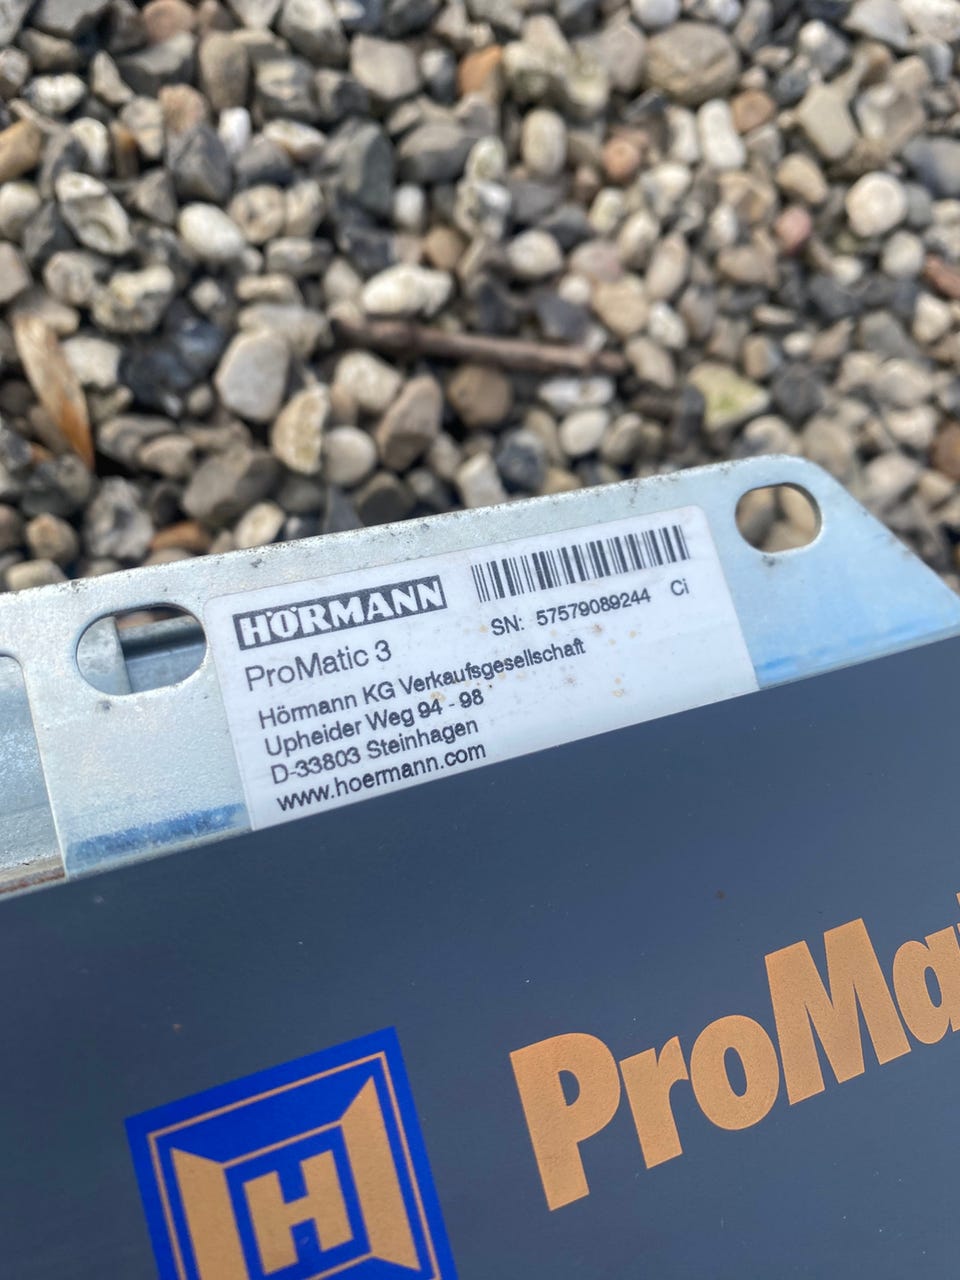 HÖRMANN
SN: 57579089244 Ci
ProMatic 3
Hörmann KG Verkaufsgesellschaft
Upheider Weg 94 - 98
D-33803 Steinhagen
www.hoermann.com
ProMa
H